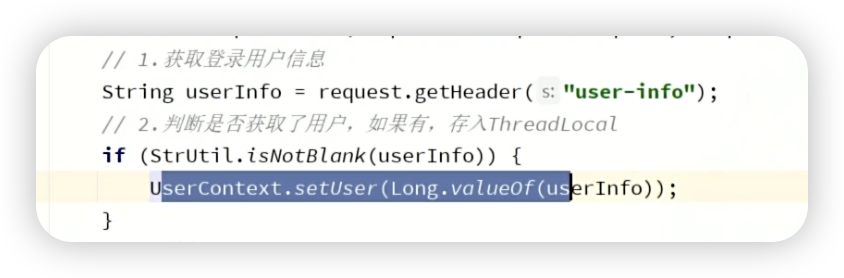 // 1.获取登录用户信息
String userInfo = request.getHeader( s: "user-info");
// 2.判断是否获取了用户，如果有，存入ThreadLocal
if (StrUtil.isNotBlank(userInfo)) {
UserContext.setUser(Long.valueOf(userInfo));
}